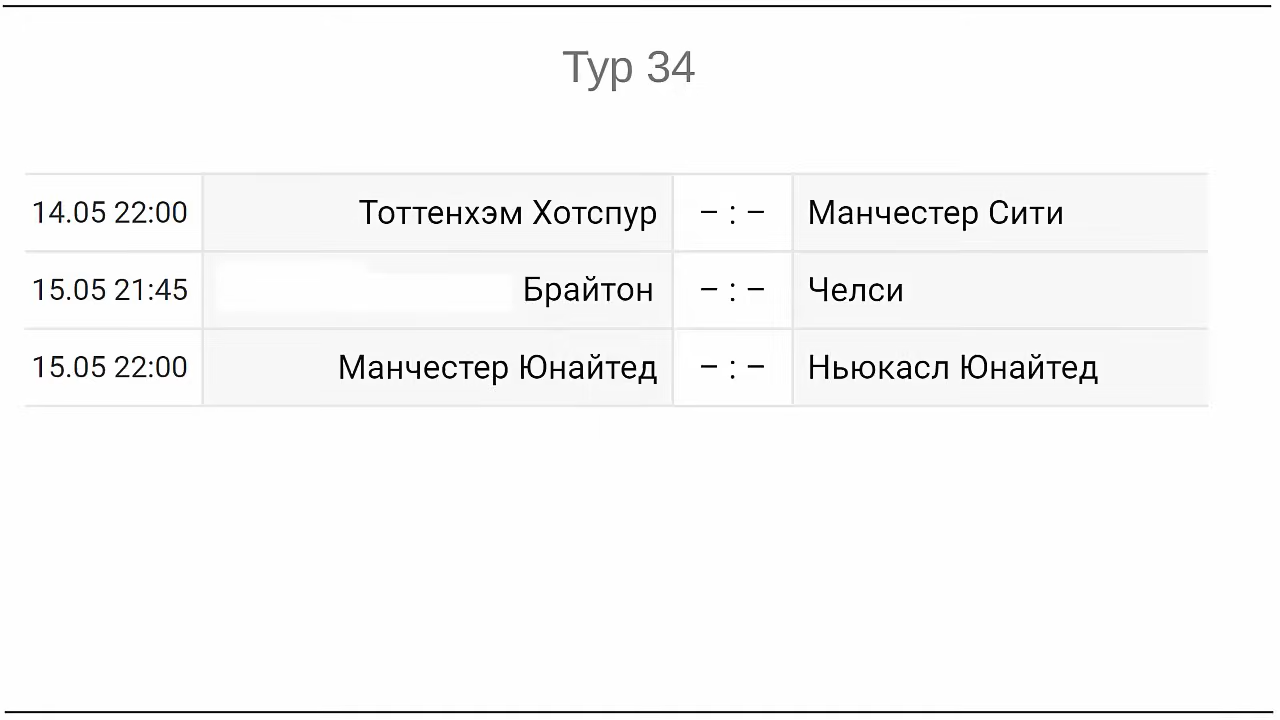 Тур 34
14.05 22:00 Тоттенхэм Хотспур – : – Манчестер Сити
15.05 21:45 Брайтон – : – Челси
15.05 22:00 Манчестер Юнайтед – : – Ньюкасл Юнайтед